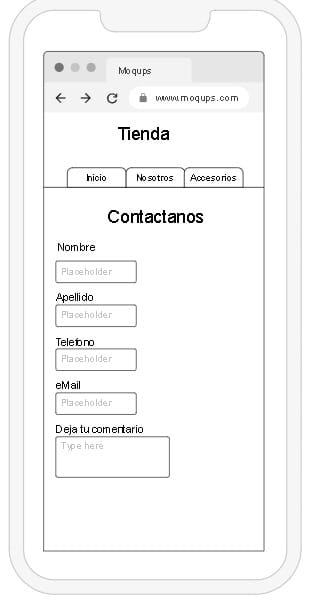 Moqups
www.moqups.com
Tienda
Inicio Nosotros Accesorios
Contactanos
Nombre
Placeholder
Apellido
Placeholder
Telefono
Placeholder
eMail
Placeholder
Deja tu comentario
Type here